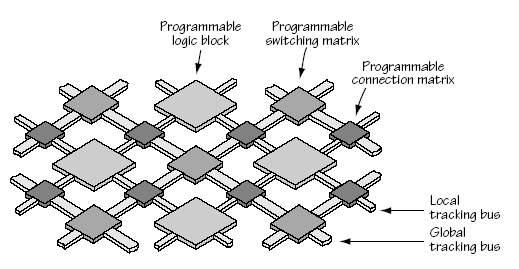 Programmable
logic block
Programmable
switching matrix
Programmable
connection matrix
Local
tracking bus
Global
tracking bus